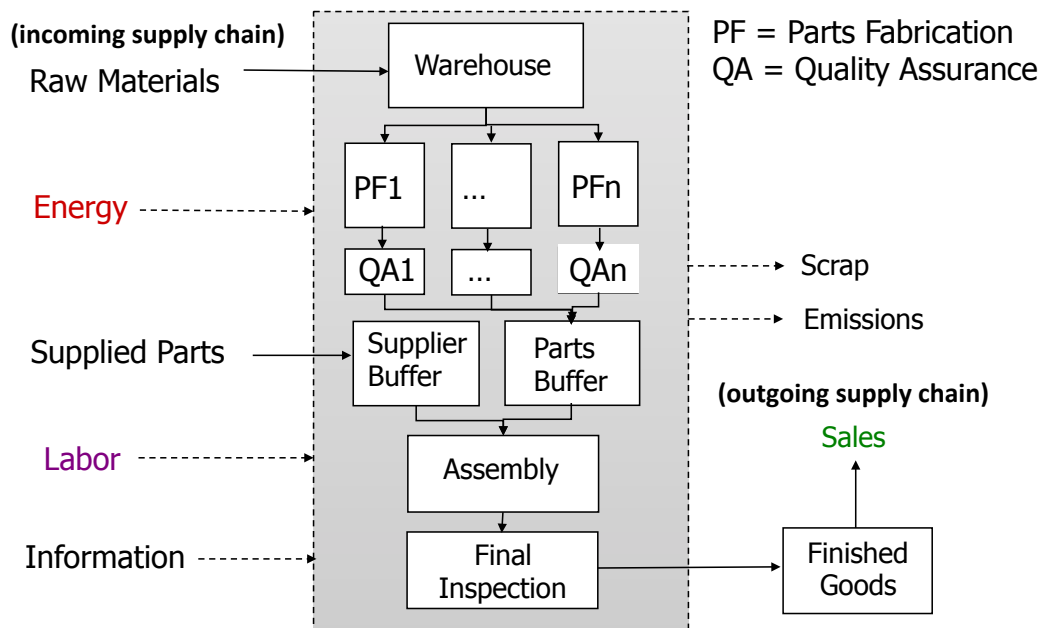 (incoming supply chain)
Raw Materials
Warehouse
PF = Parts Fabrication
QA = Quality Assurance
PF1
...
PFn
Energy
QA1
...
QAn
Scrap
Emissions
Supplied Parts
Supplier
Buffer
Parts
Buffer
(outgoing supply chain)
Sales
Labor
Assembly
Information
Final
Inspection
Finished
Goods